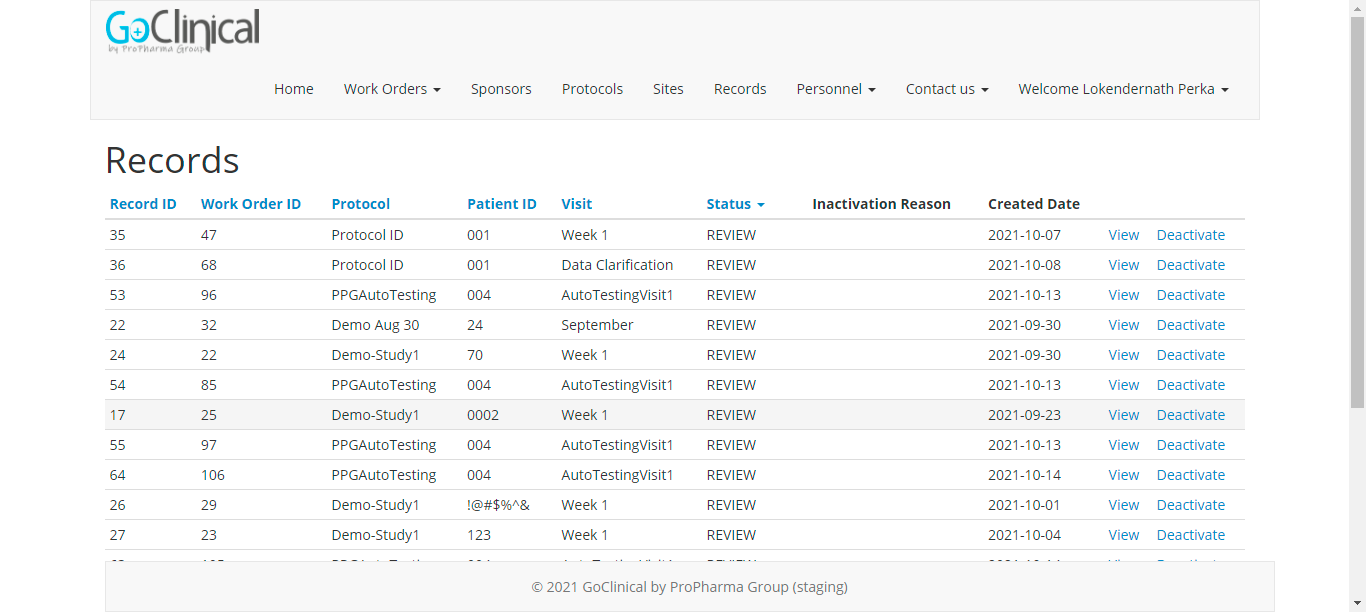 GoClinical
by ProPharma Group
Home Work Orders Sponsors Protocols Sites Records Personnel Contact us Welcome Lokendernath Perka
Records
Record ID Work Order ID Protocol Patient ID Visit Status Inactivation Reason Created Date
35 47 Protocol ID 001 Week 1 REVIEW 2021-10-07 View Deactivate
36 68 Protocol ID 001 Data Clarification REVIEW 2021-10-08 View Deactivate
53 96 PPGAutoTesting 004 AutoTestingVisit1 REVIEW 2021-10-13 View Deactivate
22 32 Demo Aug 30 24 September REVIEW 2021-09-30 View Deactivate
24 22 Demo-Study1 70 Week 1 REVIEW 2021-09-30 View Deactivate
54 85 PPGAutoTesting 004 AutoTestingVisit1 REVIEW 2021-10-13 View Deactivate
17 25 Demo-Study1 0002 Week 1 REVIEW 2021-09-23 View Deactivate
55 97 PPGAutoTesting 004 AutoTestingVisit1 REVIEW 2021-10-13 View Deactivate
64 106 PPGAutoTesting 004 AutoTestingVisit1 REVIEW 2021-10-14 View Deactivate
26 29 Demo-Study1 !@#$%^& Week 1 REVIEW 2021-10-01 View Deactivate
27 23 Demo-Study1 123 Week 1 REVIEW 2021-10-04 View Deactivate
© 2021 GoClinical by ProPharma Group (staging)